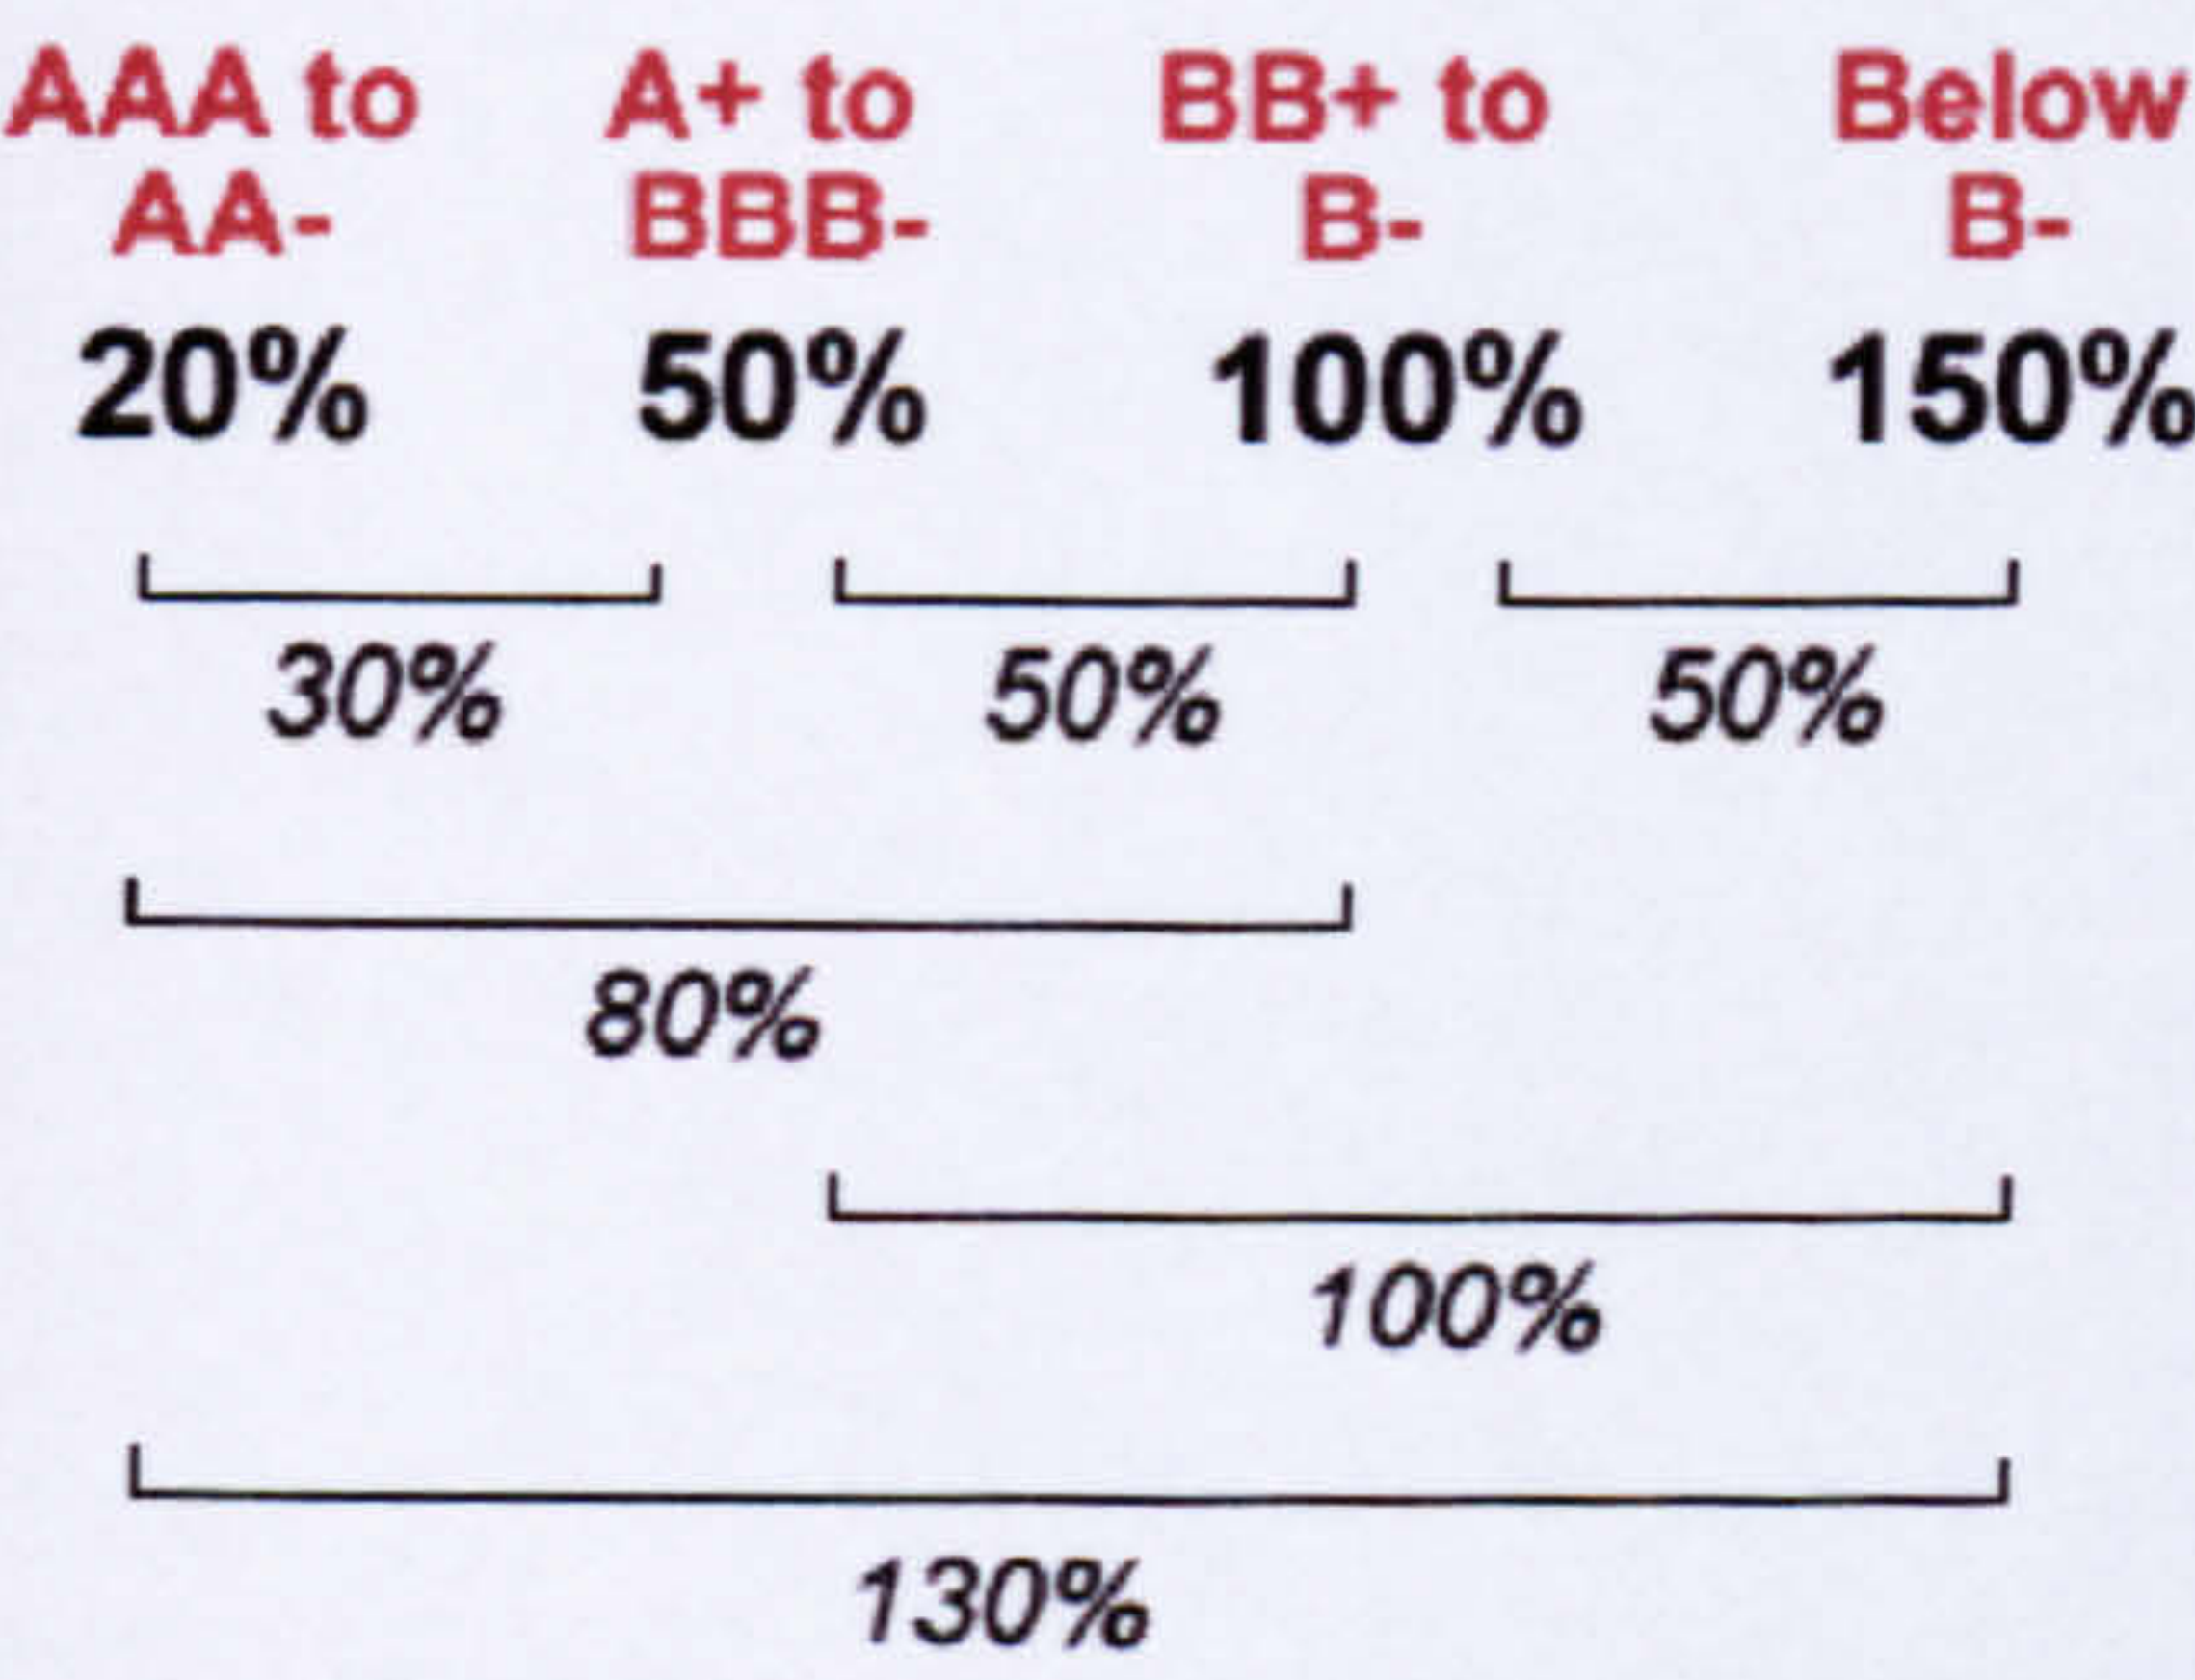 AAA to A+ to BB+ to Below
AA- BBB- B- B-
20% 50% 100% 150%
30% 50% 50%
80%
100%
130%